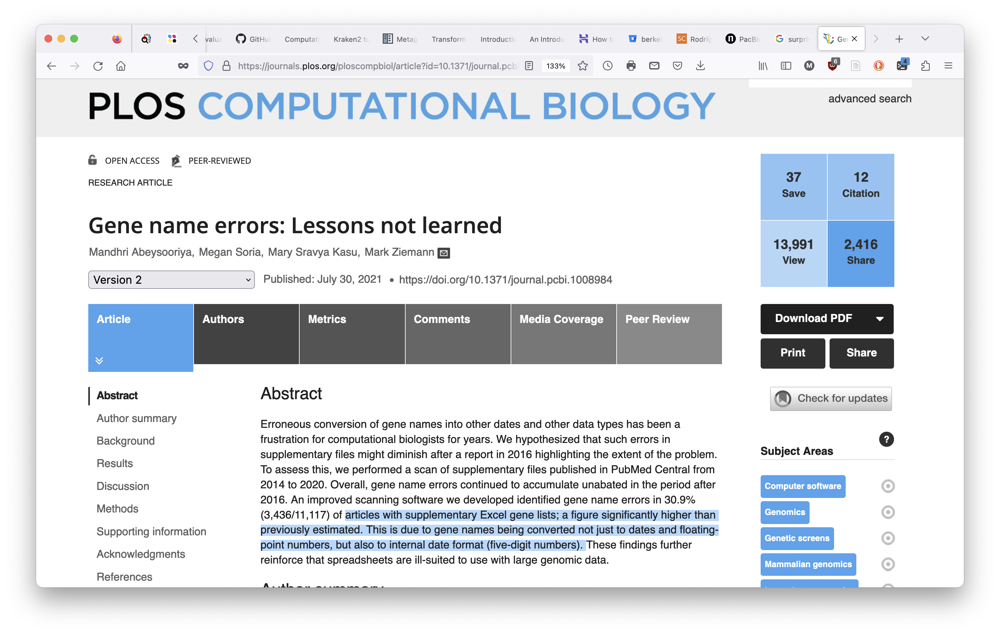 valua
GitHu
Computati
Kraken2 tu
Metag
Transform
Introductic
An Introdu
How to
berkel
SC
Rodríg
n
PacBi
surpri
Ger
https://journals.plos.org/ploscompbiol/article?id=10.1371/journal.pcbi
133%
M
6
4
PLOS COMPUTATIONAL BIOLOGY
advanced search
OPEN ACCESS
PEER-REVIEWED
RESEARCH ARTICLE
Gene name errors: Lessons not learned
Mandhri Abeysooriya, Megan Soria, Mary Sravya Kasu, Mark Ziemann
Version 2
Published: July 30, 2021 • https://doi.org/10.1371/journal.pcbi.1008984
37
Save
12
Citation
13,991
View
2,416
Share
Article
Authors
Metrics
Comments
Media Coverage
Peer Review
Download PDF
Print
Share
Check for updates
Abstract
Author summary
Background
Results
Discussion
Methods
Supporting information
Acknowledgments
References
Abstract
Erroneous conversion of gene names into other dates and other data types has been a
frustration for computational biologists for years. We hypothesized that such errors in
supplementary files might diminish after a report in 2016 highlighting the extent of the problem.
To assess this, we performed a scan of supplementary files published in PubMed Central from
2014 to 2020. Overall, gene name errors continued to accumulate unabated in the period after
2016. An improved scanning software we developed identified gene name errors in 30.9%
(3,436/11,117) of articles with supplementary Excel gene lists; a figure significantly higher than
previously estimated. This is due to gene names being converted not just to dates and floating-
point numbers, but also to internal date format (five-digit numbers). These findings further
reinforce that spreadsheets are ill-suited to use with large genomic data.
Author summary
?
Subject Areas
Computer software
Genomics
Genetic screens
Mammalian genomics